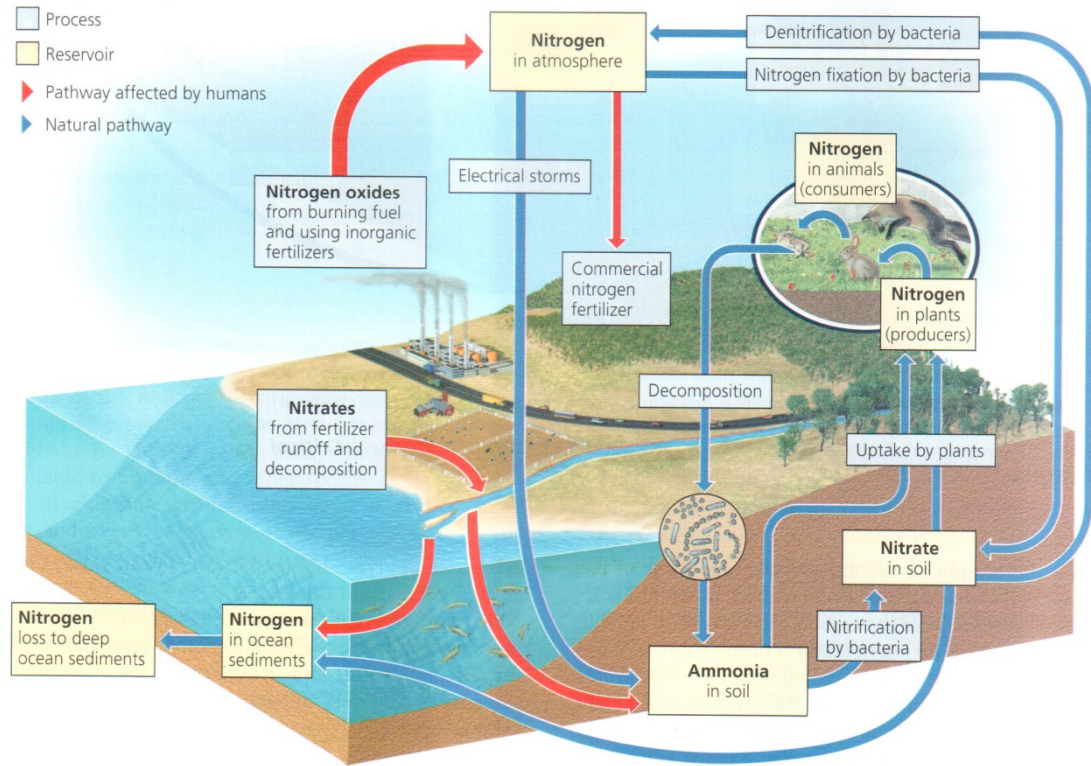 Process
Reservoir
Pathway affected by humans
Natural pathway
Nitrogen
in atmosphere
Denitrification by bacteria
Nitrogen fixation by bacteria
Nitrogen oxides
from burning fuel
and using inorganic
fertilizers
Electrical storms
Commercial
nitrogen
fertilizer
Nitrogen
in animals
(consumers)
Nitrogen
in plants
(producers)
Decomposition
Nitrates
from fertilizer
runoff and
decomposition
Uptake by plants
Nitrate
in soil
Nitrogen
loss to deep
ocean sediments
Nitrogen
in ocean
sediments
Ammonia
in soil
Nitrification
by bacteria